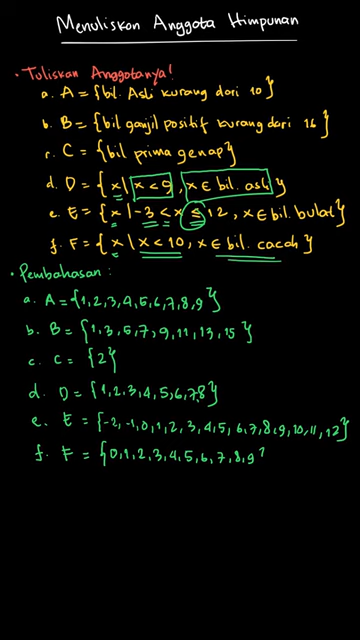 Menuliskan Anggota Himpunan
• Tuliskan Anggotanya!
a. A = {bil. Asli kurang dari 10}
b. B = {bil ganjil positif kurang dari 16}
c. C = {bil prima genap}
d. D = {x | x < 9, x ∈ bil. asli}
e. E = {x | -3 < x ≤ 12, x ∈ bil. bulat}
f. F = {x | x < 10, x ∈ bil. cacah}
• Pembahasan :
a. A = {1,2,3,4,5,6,7,8,9}
b. B = {1,3,5,7,9,11,13,15}
c. C = {2}
d. D = {1,2,3,4,5,6,7,8}
e. E = {-2,-1,0,1,2,3,4,5,6,7,8,9,10,11,12}
f. F = {0,1,2,3,4,5,6,7,8,9